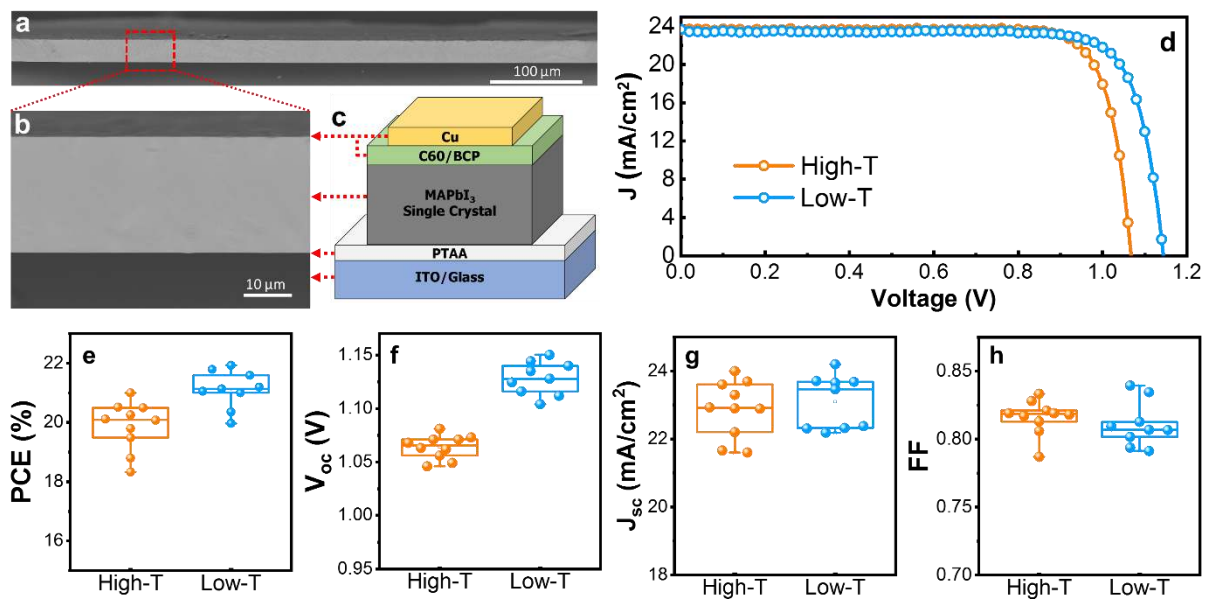 a
100 μm
b
10 μm
c
Cu
C60/BCP
MAPbI3
Single Crystal
PTAA
ITO/Glass
d
J (mA/cm2)
24
20
16
12
8
4
0
High-T
Low-T
0.0 0.2 0.4 0.6 0.8 1.0 1.2
Voltage (V)
e
PCE (%)
22
20
18
16
High-T Low-T
f
Voc (V)
1.15
1.10
1.05
1.00
0.95
High-T Low-T
g
Jsc (mA/cm2)
26
24
22
20
18
High-T Low-T
h
FF
0.85
0.80
0.75
0.70
High-T Low-T